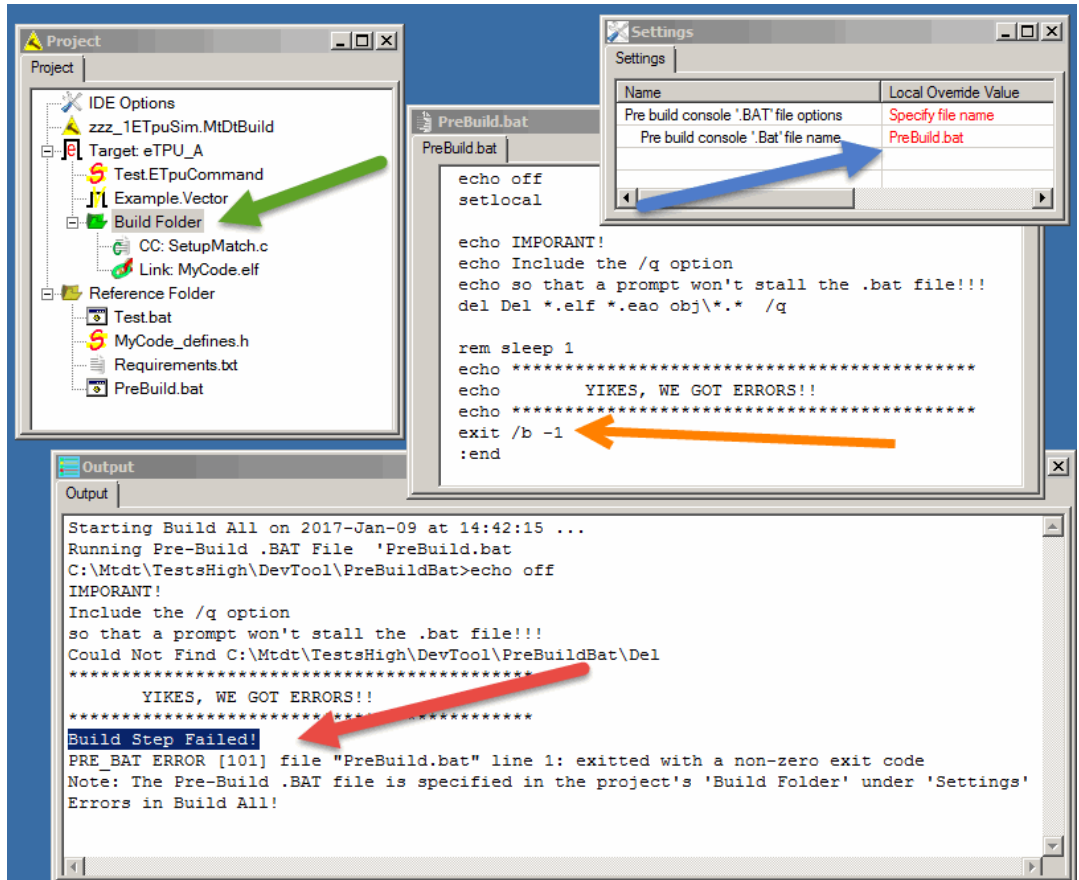 Project
Project
IDE Options
zzz_1ETpuSim.MtDtBuild
Target: eTPU_A
Test.ETpuCommand
Example.Vector
Build Folder
CC: SetupMatch.c
Link: MyCode.elf
Reference Folder
Test.bat
MyCode_defines.h
Requirements.txt
PreBuild.bat
Settings
Settings
Name Local Override Value
Pre build console '.BAT' file options Specify file name
Pre build console '.Bat' file name PreBuild.bat
PreBuild.bat
PreBuild.bat
echo off
setlocal
echo IMPORANT!
echo Include the /q option
echo so that a prompt won't stall the .bat file!!!
del Del *.elf *.eao obj\*.* /q
rem sleep 1
echo ********************************************
echo YIKES, WE GOT ERRORS!!
echo ********************************************
exit /b -1
:end
Output
Output
Starting Build All on 2017-Jan-09 at 14:42:15 ...
Running Pre-Build .BAT File 'PreBuild.bat
C:\Mtdt\TestsHigh\DevTool\PreBuildBat>echo off
IMPORANT!
Include the /q option
so that a prompt won't stall the .bat file!!!
Could Not Find C:\Mtdt\TestsHigh\DevTool\PreBuildBat\Del
********************************************
YIKES, WE GOT ERRORS!!
********************************************
Build Step Failed!
PRE_BAT ERROR [101] file "PreBuild.bat" line 1: exitted with a non-zero exit code
Note: The Pre-Build .BAT file is specified in the project's 'Build Folder' under 'Settings'
Errors in Build All!